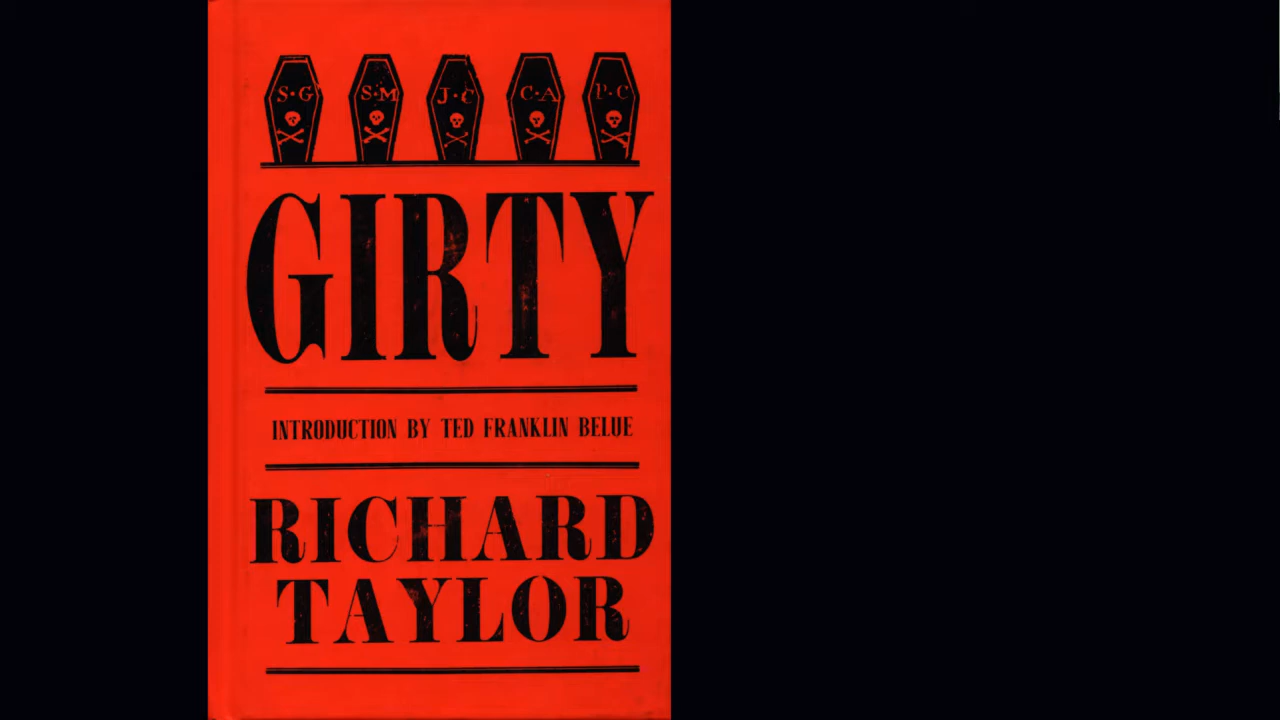 S·G S·M J·C C·A P·C
GIRTY
INTRODUCTION BY TED FRANKLIN BELUE
RICHARD
TAYLOR